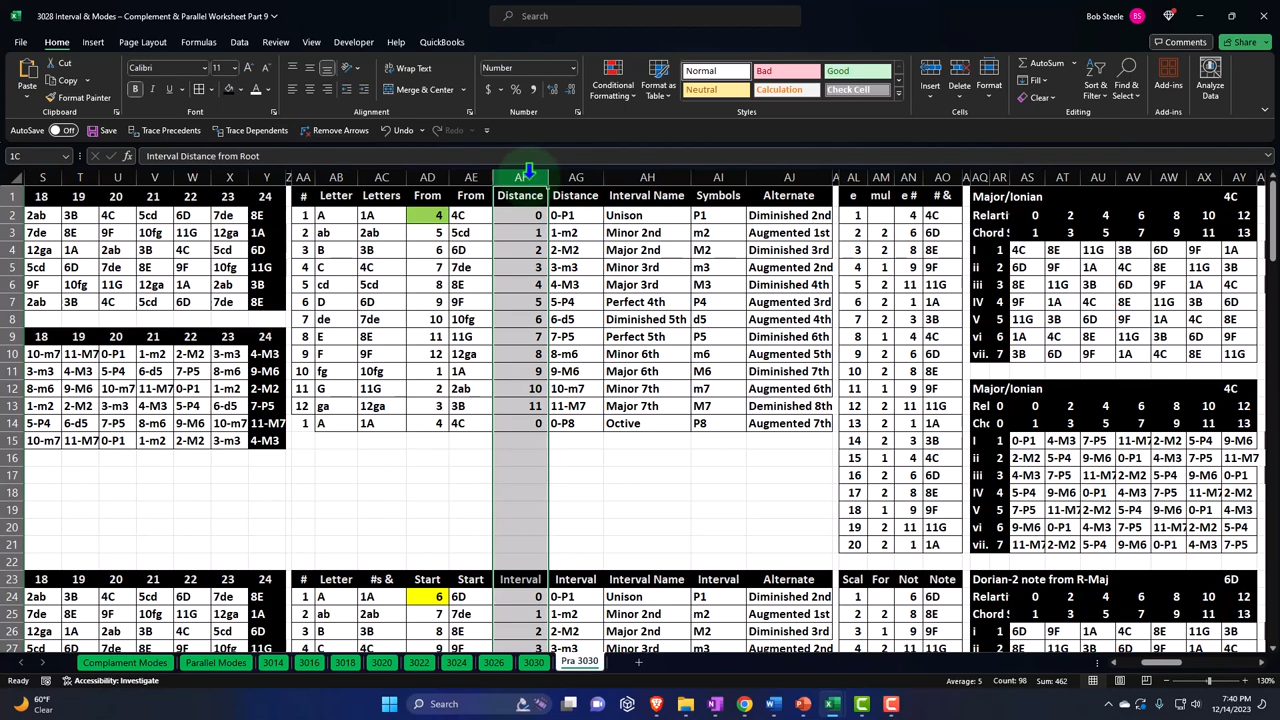 3028 Interval & Modes – Complement & Parallel Worksheet Part 9
Search
Bob Steele BS
File Home Insert Page Layout Formulas Data Review View Developer Help QuickBooks Comments Share
Paste Cut Copy Format Painter Calibri 11 Wrap Text Merge & Center Number Conditional Formatting Format as Table Normal Bad Good Neutral Calculation Check Cell Insert Delete Format AutoSum Fill Clear Sort & Filter Find & Select Add-ins Analyze Data
Clipboard Font Alignment Number Styles Cells Editing Add-ins
AutoSave Off Save Trace Precedents Trace Dependents Remove Arrows Undo Redo
1C fx Interval Distance from Root
S T U V W X Y Z AA AB AC AD AE AF AG AH AI AJ AL AM AN AO AQ AR AS AT AU AV AW AX AY
1 18 19 20 21 22 23 24 # Letter Letters From From Distance Distance Interval Name Symbols Alternate e mul e # # & Major/Ionian 4C
2 2ab 3B 4C 5cd 6D 7de 8E 1 A 1A 4 4C 0 0-P1 Unison P1 Diminished 2nd 1 4 4C Relati 0 2 4 6 8 10 12
3 7de 8E 9F 10fg 11G 12ga 1A 2 ab 2ab 5 5cd 1 1-m2 Minor 2nd m2 Augmented 1st 2 2 6 6D Chord 1 3 5 7 9 11 13
4 12ga 1A 2ab 3B 4C 5cd 6D 3 B 3B 6 6D 2 2-M2 Major 2nd M2 Diminished 3rd 3 2 8 8E I 1 4C 8E 11G 3B 6D 9F 1A
5 5cd 6D 7de 8E 9F 10fg 11G 4 C 4C 7 7de 3 3-m3 Minor 3rd m3 Augmented 2nd 4 1 9 9F ii 2 6D 9F 1A 4C 8E 11G 3B
6 9F 10fg 11G 12ga 1A 2ab 3B 5 cd 5cd 8 8E 4 4-M3 Major 3rd M3 Diminished 4th 5 2 11 11G iii 3 8E 11G 3B 6D 9F 1A 4C
7 2ab 3B 4C 5cd 6D 7de 8E 6 D 6D 9 9F 5 5-P4 Perfect 4th P4 Augmented 3rd 6 2 1 1A IV 4 9F 1A 4C 8E 11G 3B 6D
8 7 de 7de 10 10fg 6 6-d5 Diminished 5th d5 Augmented 4th 7 2 3 3B V 5 11G 3B 6D 9F 1A 4C 8E
9 18 19 20 21 22 23 24 8 E 8E 11 11G 7 7-P5 Perfect 5th P5 Diminished 6th 8 1 4 4C vi 6 1A 4C 8E 11G 3B 6D 9F
10 10-m7 11-M7 0-P1 1-m2 2-M2 3-m3 4-M3 9 F 9F 12 12ga 8 8-m6 Minor 6th m6 Augmented 5th 9 2 6 6D vii. 7 3B 6D 9F 1A 4C 8E 11G
11 3-m3 4-M3 5-P4 6-d5 7-P5 8-m6 9-M6 10 fg 10fg 1 1A 9 9-M6 Major 6th M6 Diminished 7th 10 2 8 8E
12 8-m6 9-M6 10-m7 11-M7 0-P1 1-m2 2-M2 11 G 11G 2 2ab 10 10-m7 Minor 7th m7 Augmented 6th 11 1 9 9F Major/Ionian 4C
13 1-m2 2-M2 3-m3 4-M3 5-P4 6-d5 7-P5 12 ga 12ga 3 3B 11 11-M7 Major 7th M7 Deminished 8th 12 2 11 11G Rel 0 2 4 6 8 10 12
14 5-P4 6-d5 7-P5 8-m6 9-M6 10-m7 11-M7 1 A 1A 4 4C 0 0-P8 Octive P8 Augmented 7th 13 2 1 1A Chc 0 3 5 7 9 11 13
15 10-m7 11-M7 0-P1 1-m2 2-M2 3-m3 4-M3 14 2 3 3B I 1 0-P1 4-M3 7-P5 11-M7 2-M2 5-P4 9-M6
16 15 1 4 4C ii 2 2-M2 5-P4 9-M6 0-P1 4-M3 7-P5 11-M7
17 16 2 6 6D iii 3 4-M3 7-P5 11-M7 2-M2 5-P4 9-M6 0-P1
18 17 2 8 8E IV 4 5-P4 9-M6 0-P1 4-M3 7-P5 11-M7 2-M2
19 18 1 9 9F V 5 7-P5 11-M7 2-M2 5-P4 9-M6 0-P1 4-M3
20 19 2 11 11G vi 6 9-M6 0-P1 4-M3 7-P5 11-M7 2-M2 5-P4
21 20 2 1 1A vii. 7 11-M7 2-M2 5-P4 9-M6 0-P1 4-M3 7-P5
22
23 18 19 20 21 22 23 24 # Letter #s & Start Start Interval Interval Interval Name Interval Alternate Scal For Not Note Dorian-2 note from R-Maj 6D
24 2ab 3B 4C 5cd 6D 7de 8E 1 A 1A 6 6D 0 0-P1 Unison P1 Diminished 2nd 1 6 6D Relati 0 2 4 6 8 10 12
25 7de 8E 9F 10fg 11G 12ga 1A 2 ab 2ab 7 7de 1 1-m2 Minor 2nd m2 Augmented 1st 2 2 8 8E Chord 1 3 5 7 9 11 13
26 12ga 1A 2ab 3B 4C 5cd 6D 3 B 3B 8 8E 2 2-M2 Major 2nd M2 Diminished 3rd 3 1 9 9F i 1 6D 9F 1A 4C 8E 11G 3B
Complament Modes Parallel Modes 3014 3016 3018 3020 3022 3024 3026 3030 Pra 3030
Ready Accessibility: Investigate Average: 5 Count: 98 Sum: 462 130%
60°F
Clear
Search
7:40 PM
12/14/2023